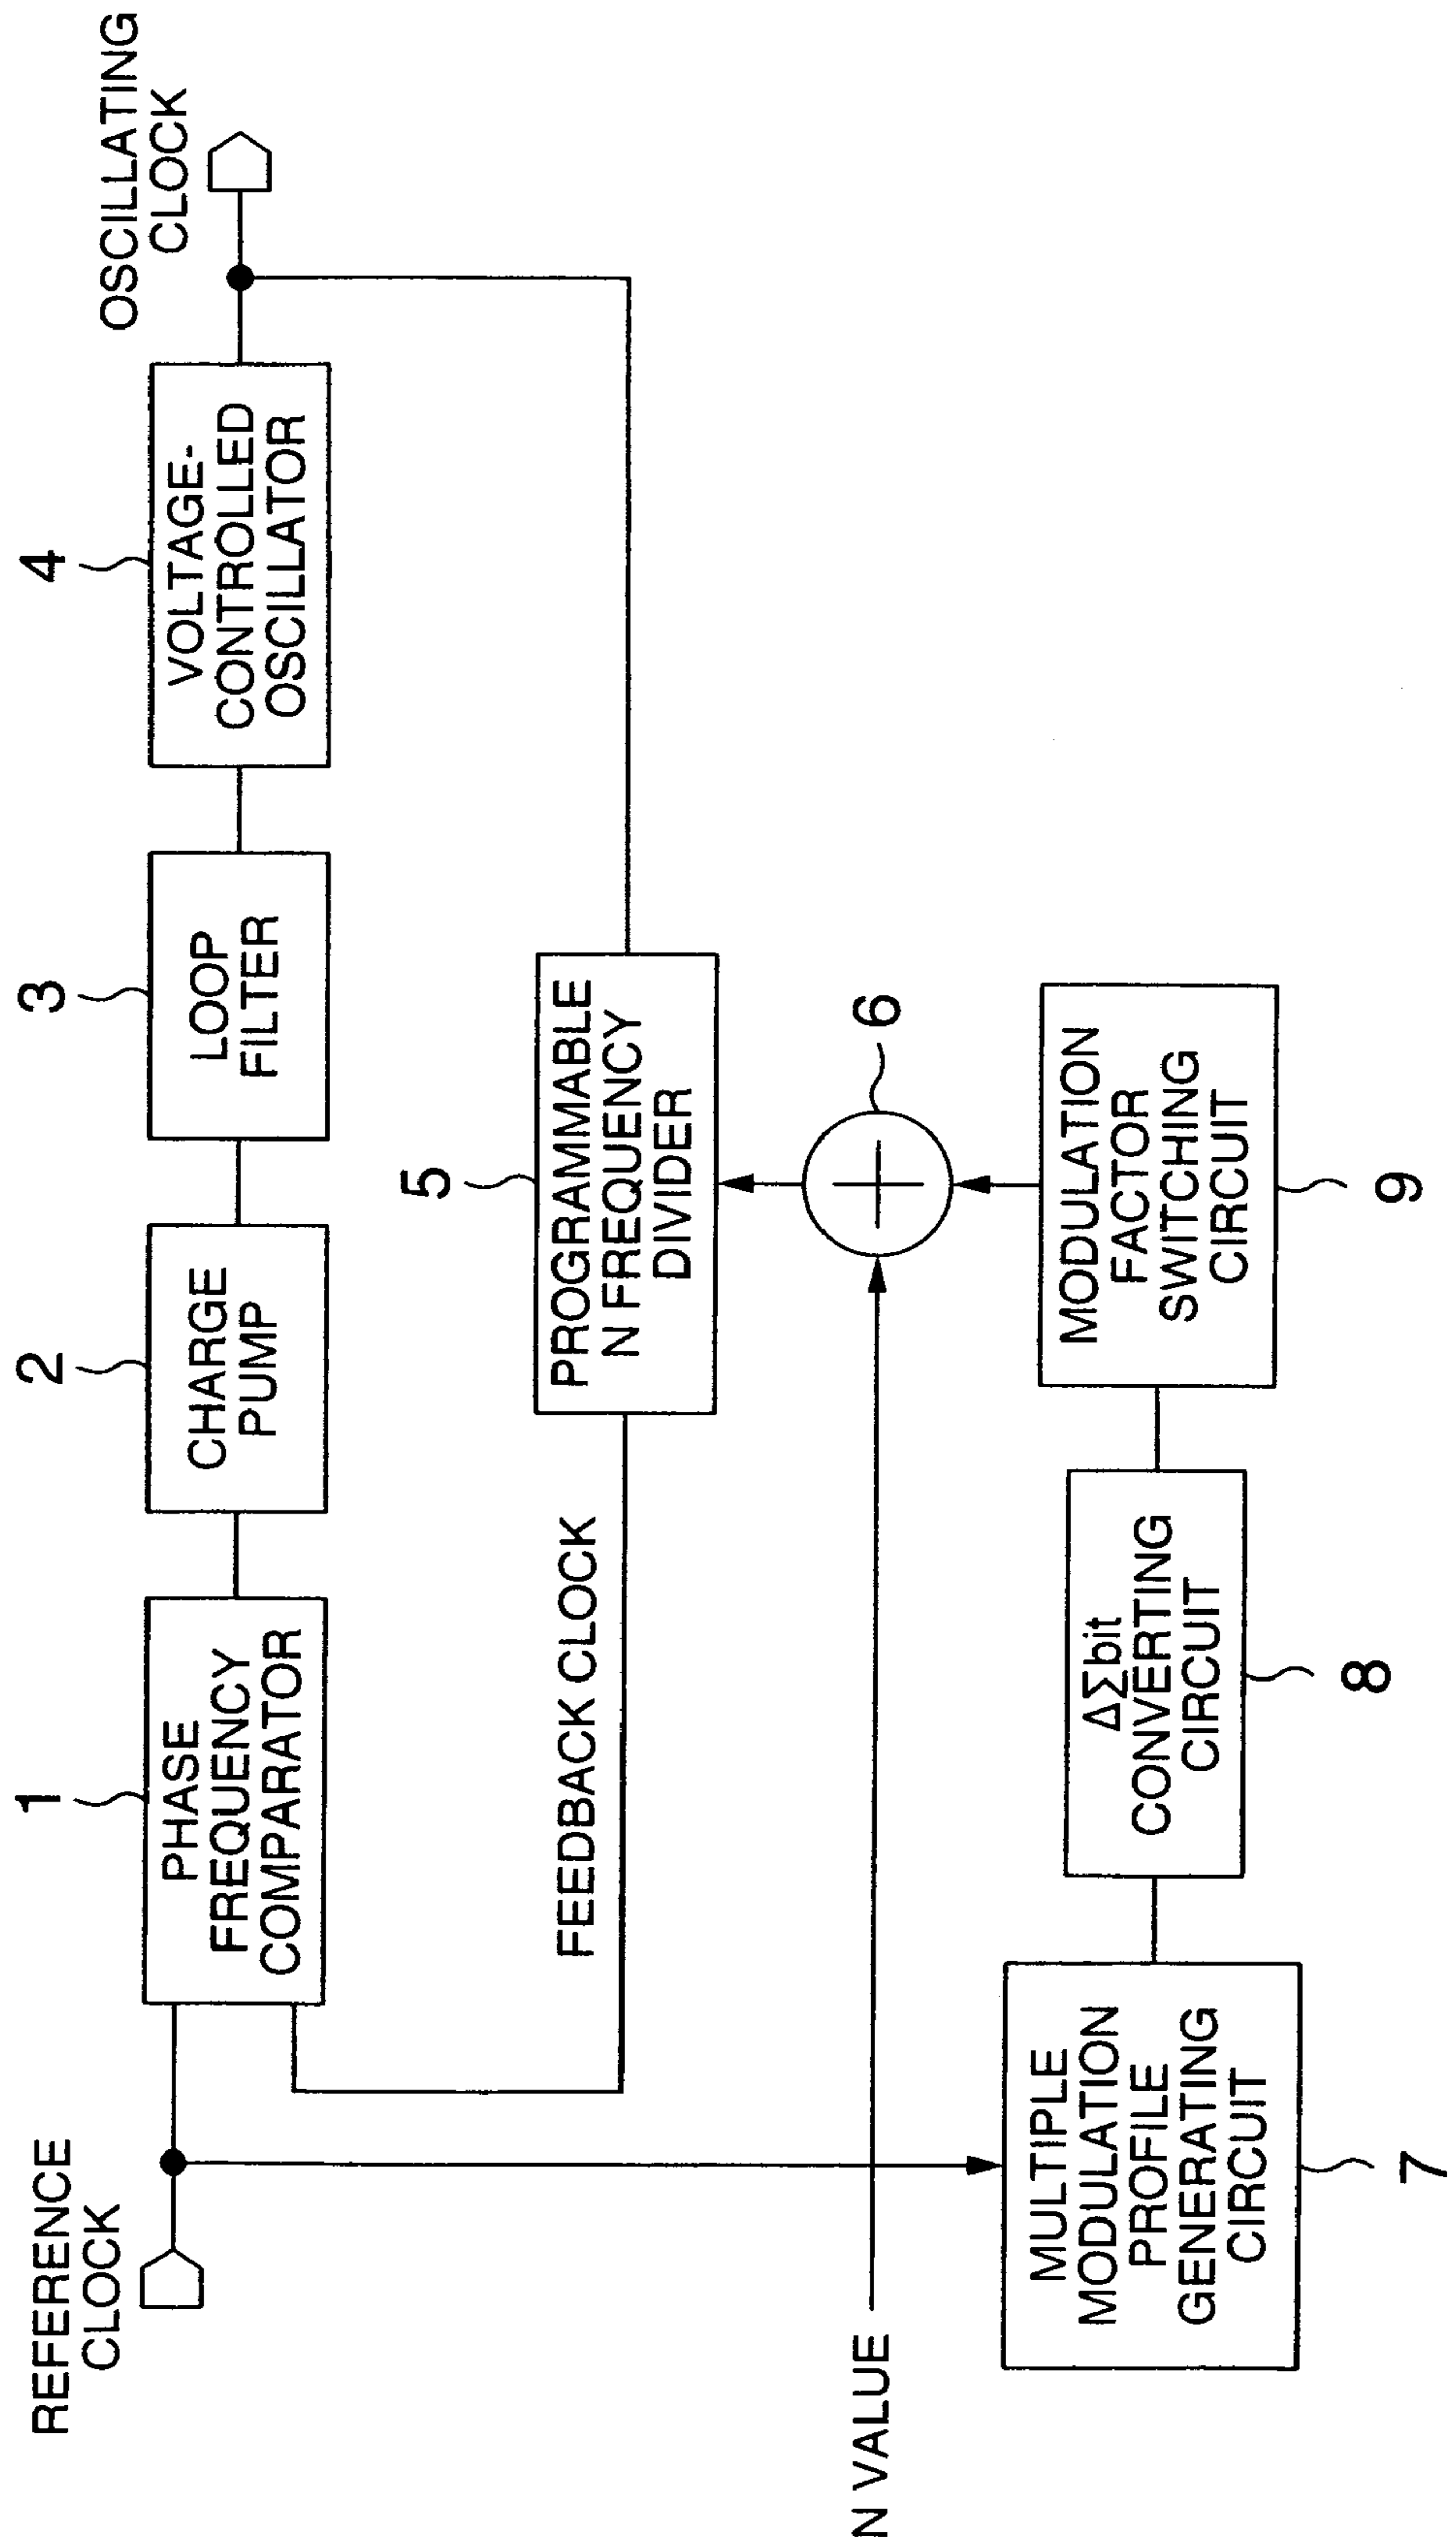 REFERENCE
CLOCK
1
PHASE
FREQUENCY
COMPARATOR
2
CHARGE
PUMP
3
LOOP
FILTER
4
VOLTAGE-
CONTROLLED
OSCILLATOR
OSCILLATING
CLOCK
FEEDBACK CLOCK
5
PROGRAMMABLE
N FREQUENCY
DIVIDER
N VALUE
6
MULTIPLE
MODULATION
PROFILE
GENERATING
CIRCUIT
7
ΔΣbit
CONVERTING
CIRCUIT
8
MODULATION
FACTOR
SWITCHING
CIRCUIT
9